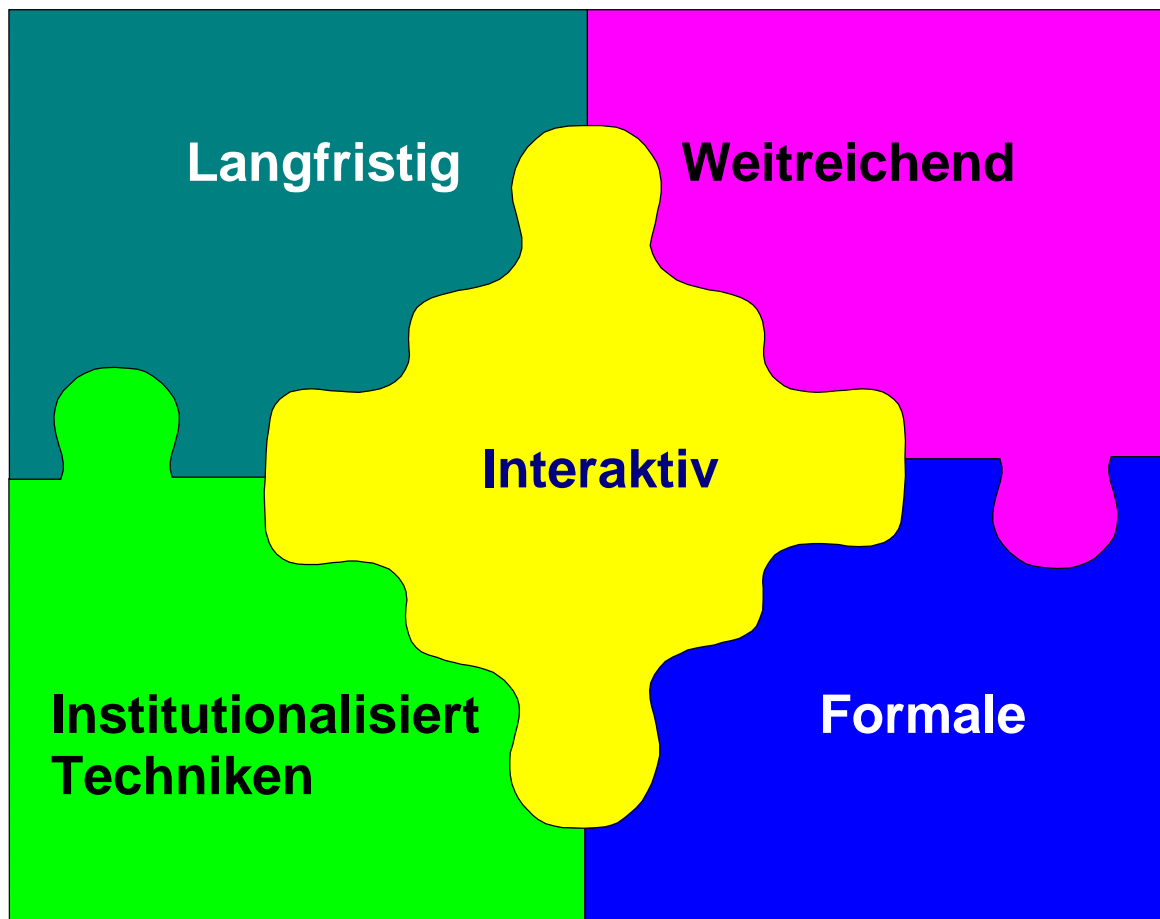 Langfristig
Weitreichend
Interaktiv
Institutionalisiert
Techniken
Formale